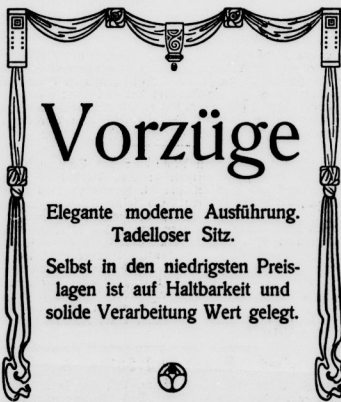 Vorzüge
Elegante moderne Ausführung.
Tadelloser Sitz.
Selbst in den niedrigsten Preis-
lagen ist auf Haltbarkeit und
solide Verarbeitung Wert gelegt.